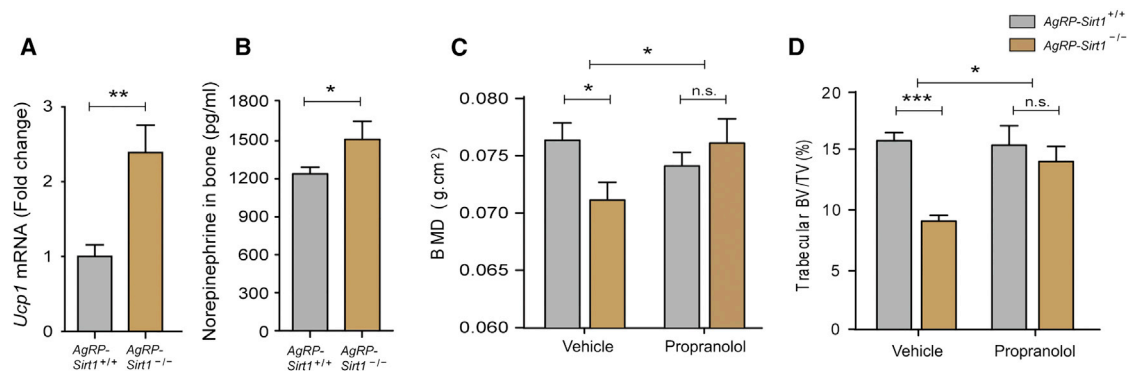 AgRP-Sirt1+/+
AgRP-Sirt1−/−
A
**
3
2
1
0
Ucp1 mRNA (Fold change)
AgRP-
Sirt1+/+
AgRP-
Sirt1−/−
B
*
1800
1500
1200
900
600
300
0
Norepinephrine in bone (pg/ml)
AgRP-
Sirt1+/+
AgRP-
Sirt1−/−
C
*
*
n.s.
0.080
0.075
0.070
0.065
0.060
BMD (g.cm2)
Vehicle
Propranolol
D
*
***
n.s.
20
15
10
5
0
Trabecular BV/TV (%)
Vehicle
Propranolol